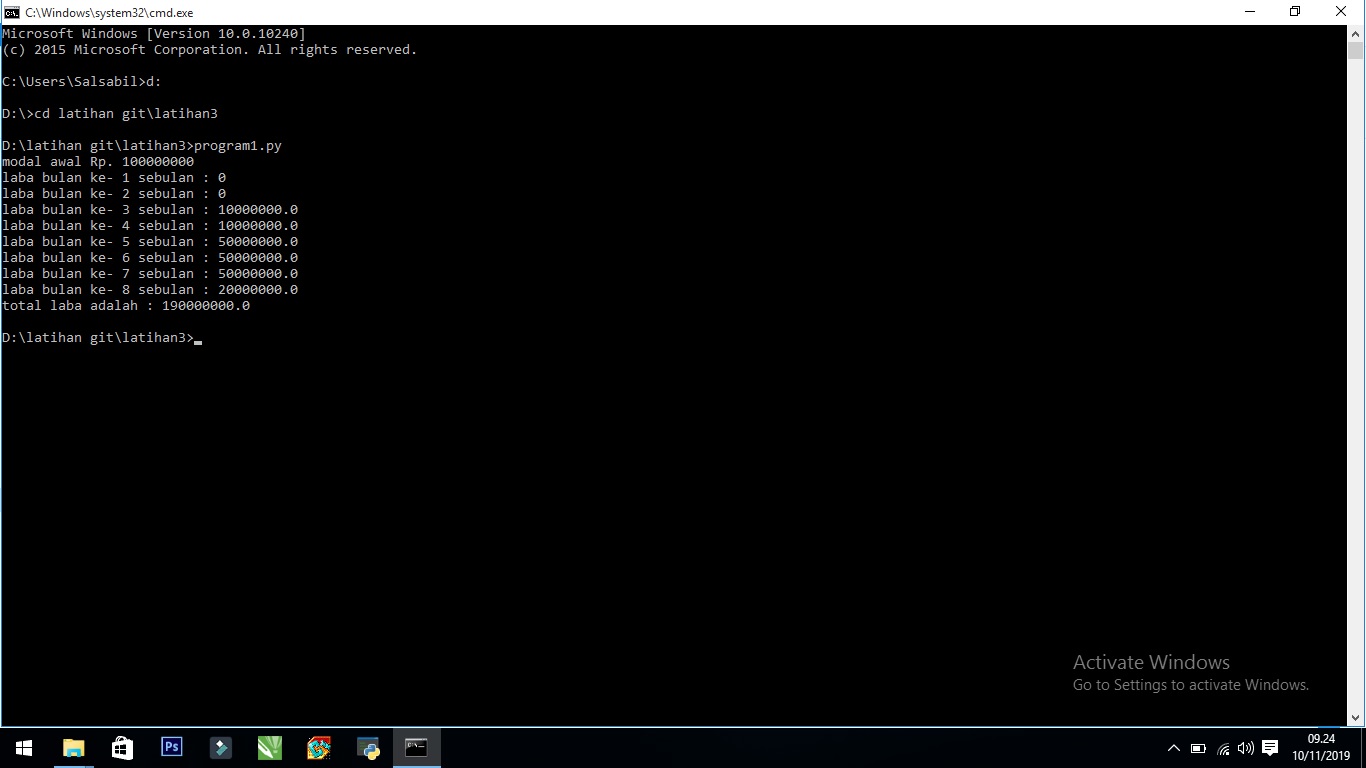 C:\Windows\system32\cmd.exe
Microsoft Windows [Version 10.0.10240]
(c) 2015 Microsoft Corporation. All rights reserved.
C:\Users\Salsabil>d:
D:\>cd latihan git\latihan3
D:\latihan git\latihan3>program1.py
modal awal Rp. 100000000
laba bulan ke- 1 sebulan : 0
laba bulan ke- 2 sebulan : 0
laba bulan ke- 3 sebulan : 10000000.0
laba bulan ke- 4 sebulan : 10000000.0
laba bulan ke- 5 sebulan : 50000000.0
laba bulan ke- 6 sebulan : 50000000.0
laba bulan ke- 7 sebulan : 50000000.0
laba bulan ke- 8 sebulan : 20000000.0
total laba adalah : 190000000.0
D:\latihan git\latihan3>
Activate Windows
Go to Settings to activate Windows.
Ps
09.24
10/11/2019